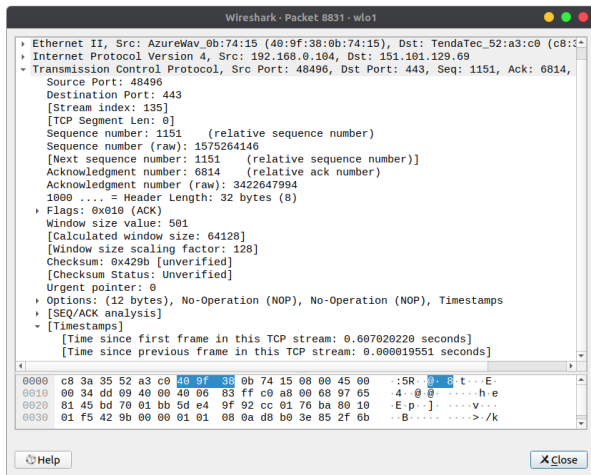 Wireshark · Packet 8831 · wlo1
Ethernet II, Src: AzureWav_0b:74:15 (40:9f:38:0b:74:15), Dst: TendaTec_52:a3:c0 (c8:3
Internet Protocol Version 4, Src: 192.168.0.104, Dst: 151.101.129.69
Transmission Control Protocol, Src Port: 48496, Dst Port: 443, Seq: 1151, Ack: 6814,
Source Port: 48496
Destination Port: 443
[Stream index: 135]
[TCP Segment Len: 0]
Sequence number: 1151 (relative sequence number)
Sequence number (raw): 1575264146
[Next sequence number: 1151 (relative sequence number)]
Acknowledgment number: 6814 (relative ack number)
Acknowledgment number (raw): 3422647994
1000 .... = Header Length: 32 bytes (8)
Flags: 0x010 (ACK)
Window size value: 501
[Calculated window size: 64128]
[Window size scaling factor: 128]
Checksum: 0x429b [unverified]
[Checksum Status: Unverified]
Urgent pointer: 0
Options: (12 bytes), No-Operation (NOP), No-Operation (NOP), Timestamps
[SEQ/ACK analysis]
[Timestamps]
[Time since first frame in this TCP stream: 0.607020220 seconds]
[Time since previous frame in this TCP stream: 0.000019551 seconds]
0000 c8 3a 35 52 a3 c0 40 9f 38 0b 74 15 08 00 45 00 ·:5R··@· 8·t···E·
0010 00 34 dd 09 40 00 40 06 83 ff c0 a8 00 68 97 65 ·4··@·@· ·····h·e
0020 81 45 bd 70 01 bb 5d e4 9f 92 cc 01 76 ba 80 10 ·E·p··]· ····v···
0030 01 f5 42 9b 00 00 01 01 08 0a d8 b0 3e 85 2f 6b ··B····· ····>·/k
Help
Close